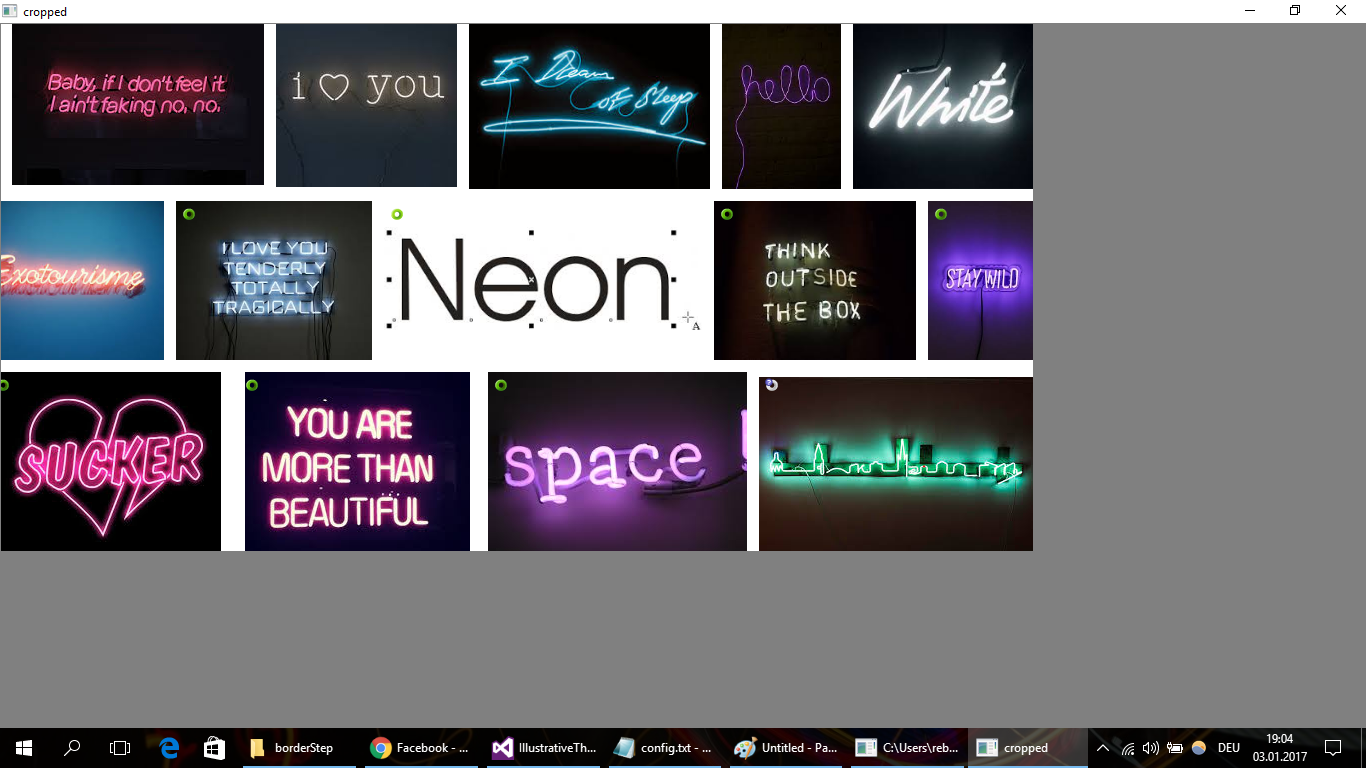 cropped
Baby, if I don't feel it
I ain't faking no, no.
i ♡ you
I Dream
of Sleep
hello
White
Exotourisme
I LOVE YOU
TENDERLY
TOTALLY
TRAGICALLY
Neon
A
THINK
OUTSIDE
THE BOX
STAY WILD
SUCKER
YOU ARE
MORE THAN
BEAUTIFUL
space
borderStep
Facebook - ...
IllustrativeTh...
config.txt - ...
Untitled - Pa...
C:\Users\reb...
cropped
DEU
19:04
03.01.2017